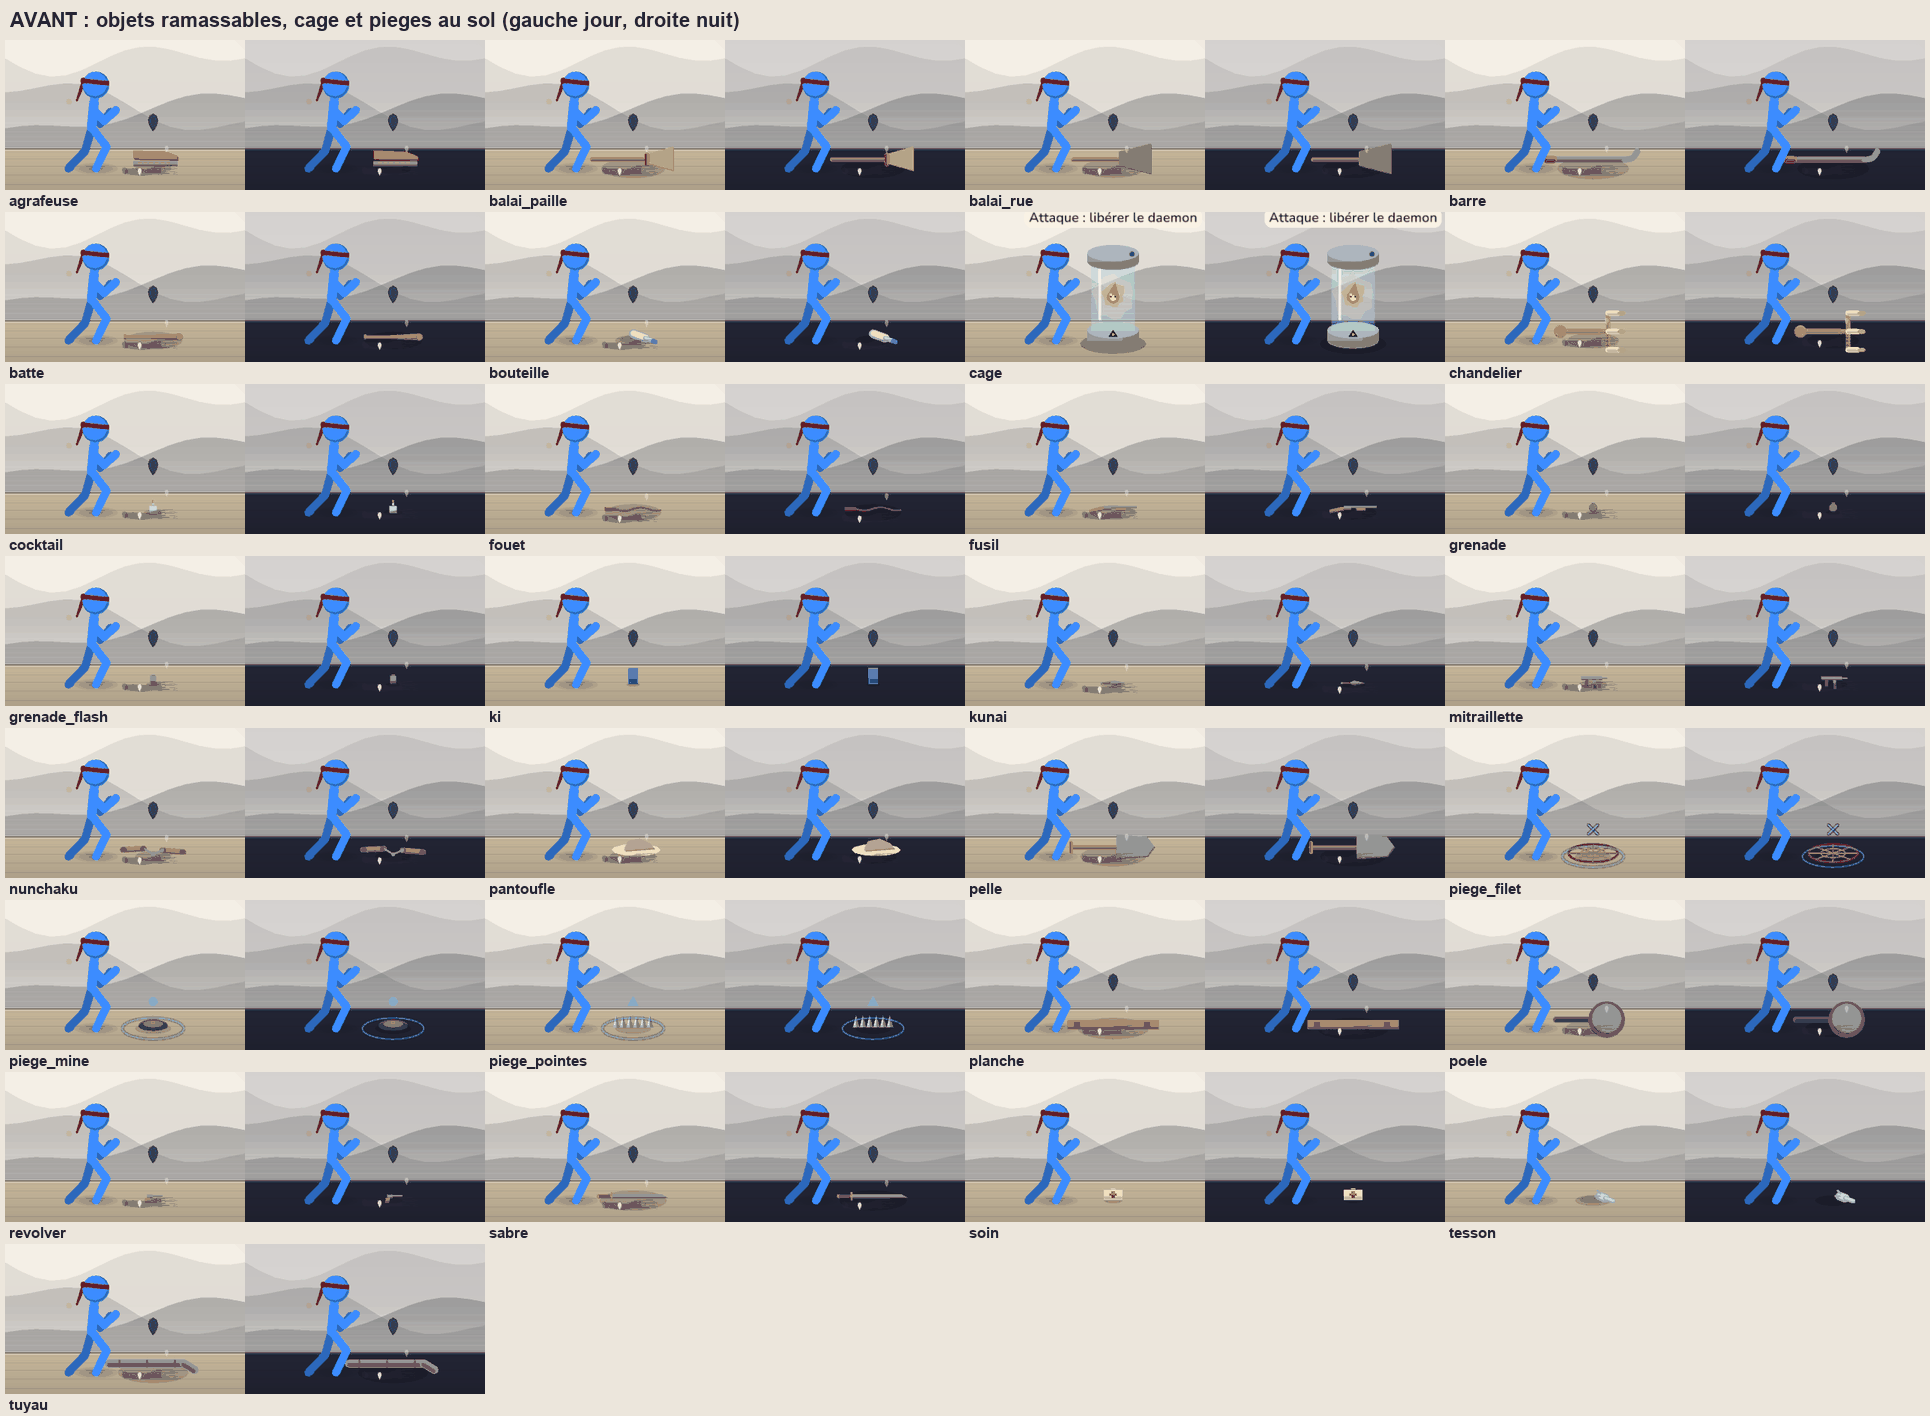 AVANT : objets ramassables, cage et pieges au sol (gauche jour, droite nuit)
agrafeuse
balai_paille
balai_rue
barre
Attaque : libérer le daemon
Attaque : libérer le daemon
batte
bouteille
cage
chandelier
cocktail
fouet
fusil
grenade
grenade_flash
ki
kunai
mitraillette
nunchaku
pantoufle
pelle
piege_filet
piege_mine
piege_pointes
planche
poele
revolver
sabre
soin
tesson
tuyau